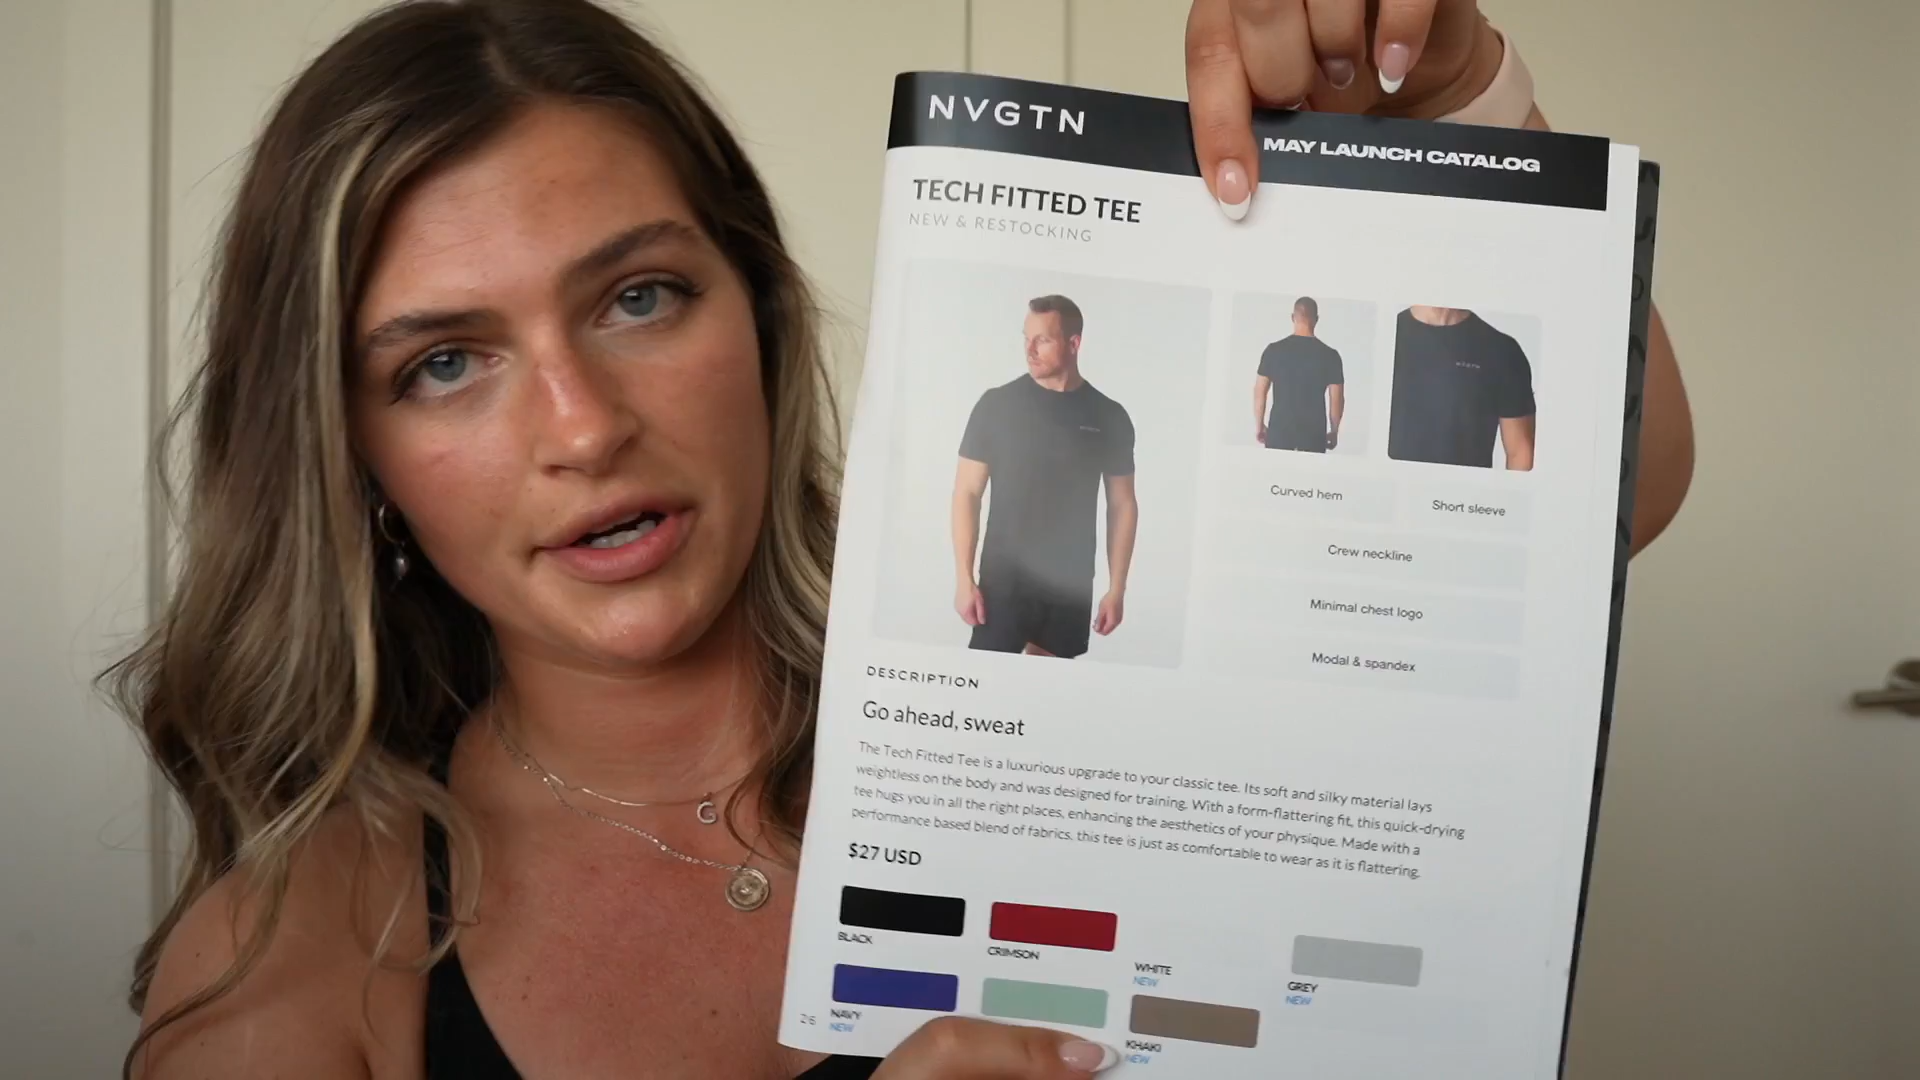 NVGTN
MAY LAUNCH CATALOG
TECH FITTED TEE
NEW & RESTOCKING
NVGTN
Curved hem
Short sleeve
Crew neckline
Minimal chest logo
Modal & spandex
DESCRIPTION
Go ahead, sweat
The Tech Fitted Tee is a luxurious upgrade to your classic tee. Its soft and silky material lays
weightless on the body and was designed for training. With a form-flattering fit, this quick-drying
tee hugs you in all the right places, enhancing the aesthetics of your physique. Made with a
performance based blend of fabrics, this tee is just as comfortable to wear as it is flattering.
$27 USD
BLACK
CRIMSON
WHITE
NEW
GREY
NEW
NAVY
NEW
KHAKI
NEW
26
G